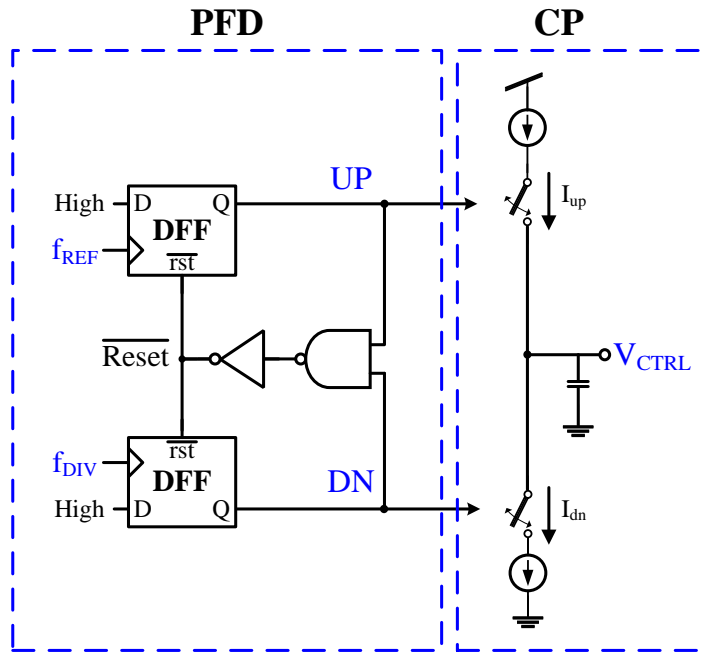 PFD
CP
UP
High
D
Q
DFF
f_REF
rst
I_up
Reset
V_CTRL
rst
f_DIV
DFF
DN
High
D
Q
I_dn